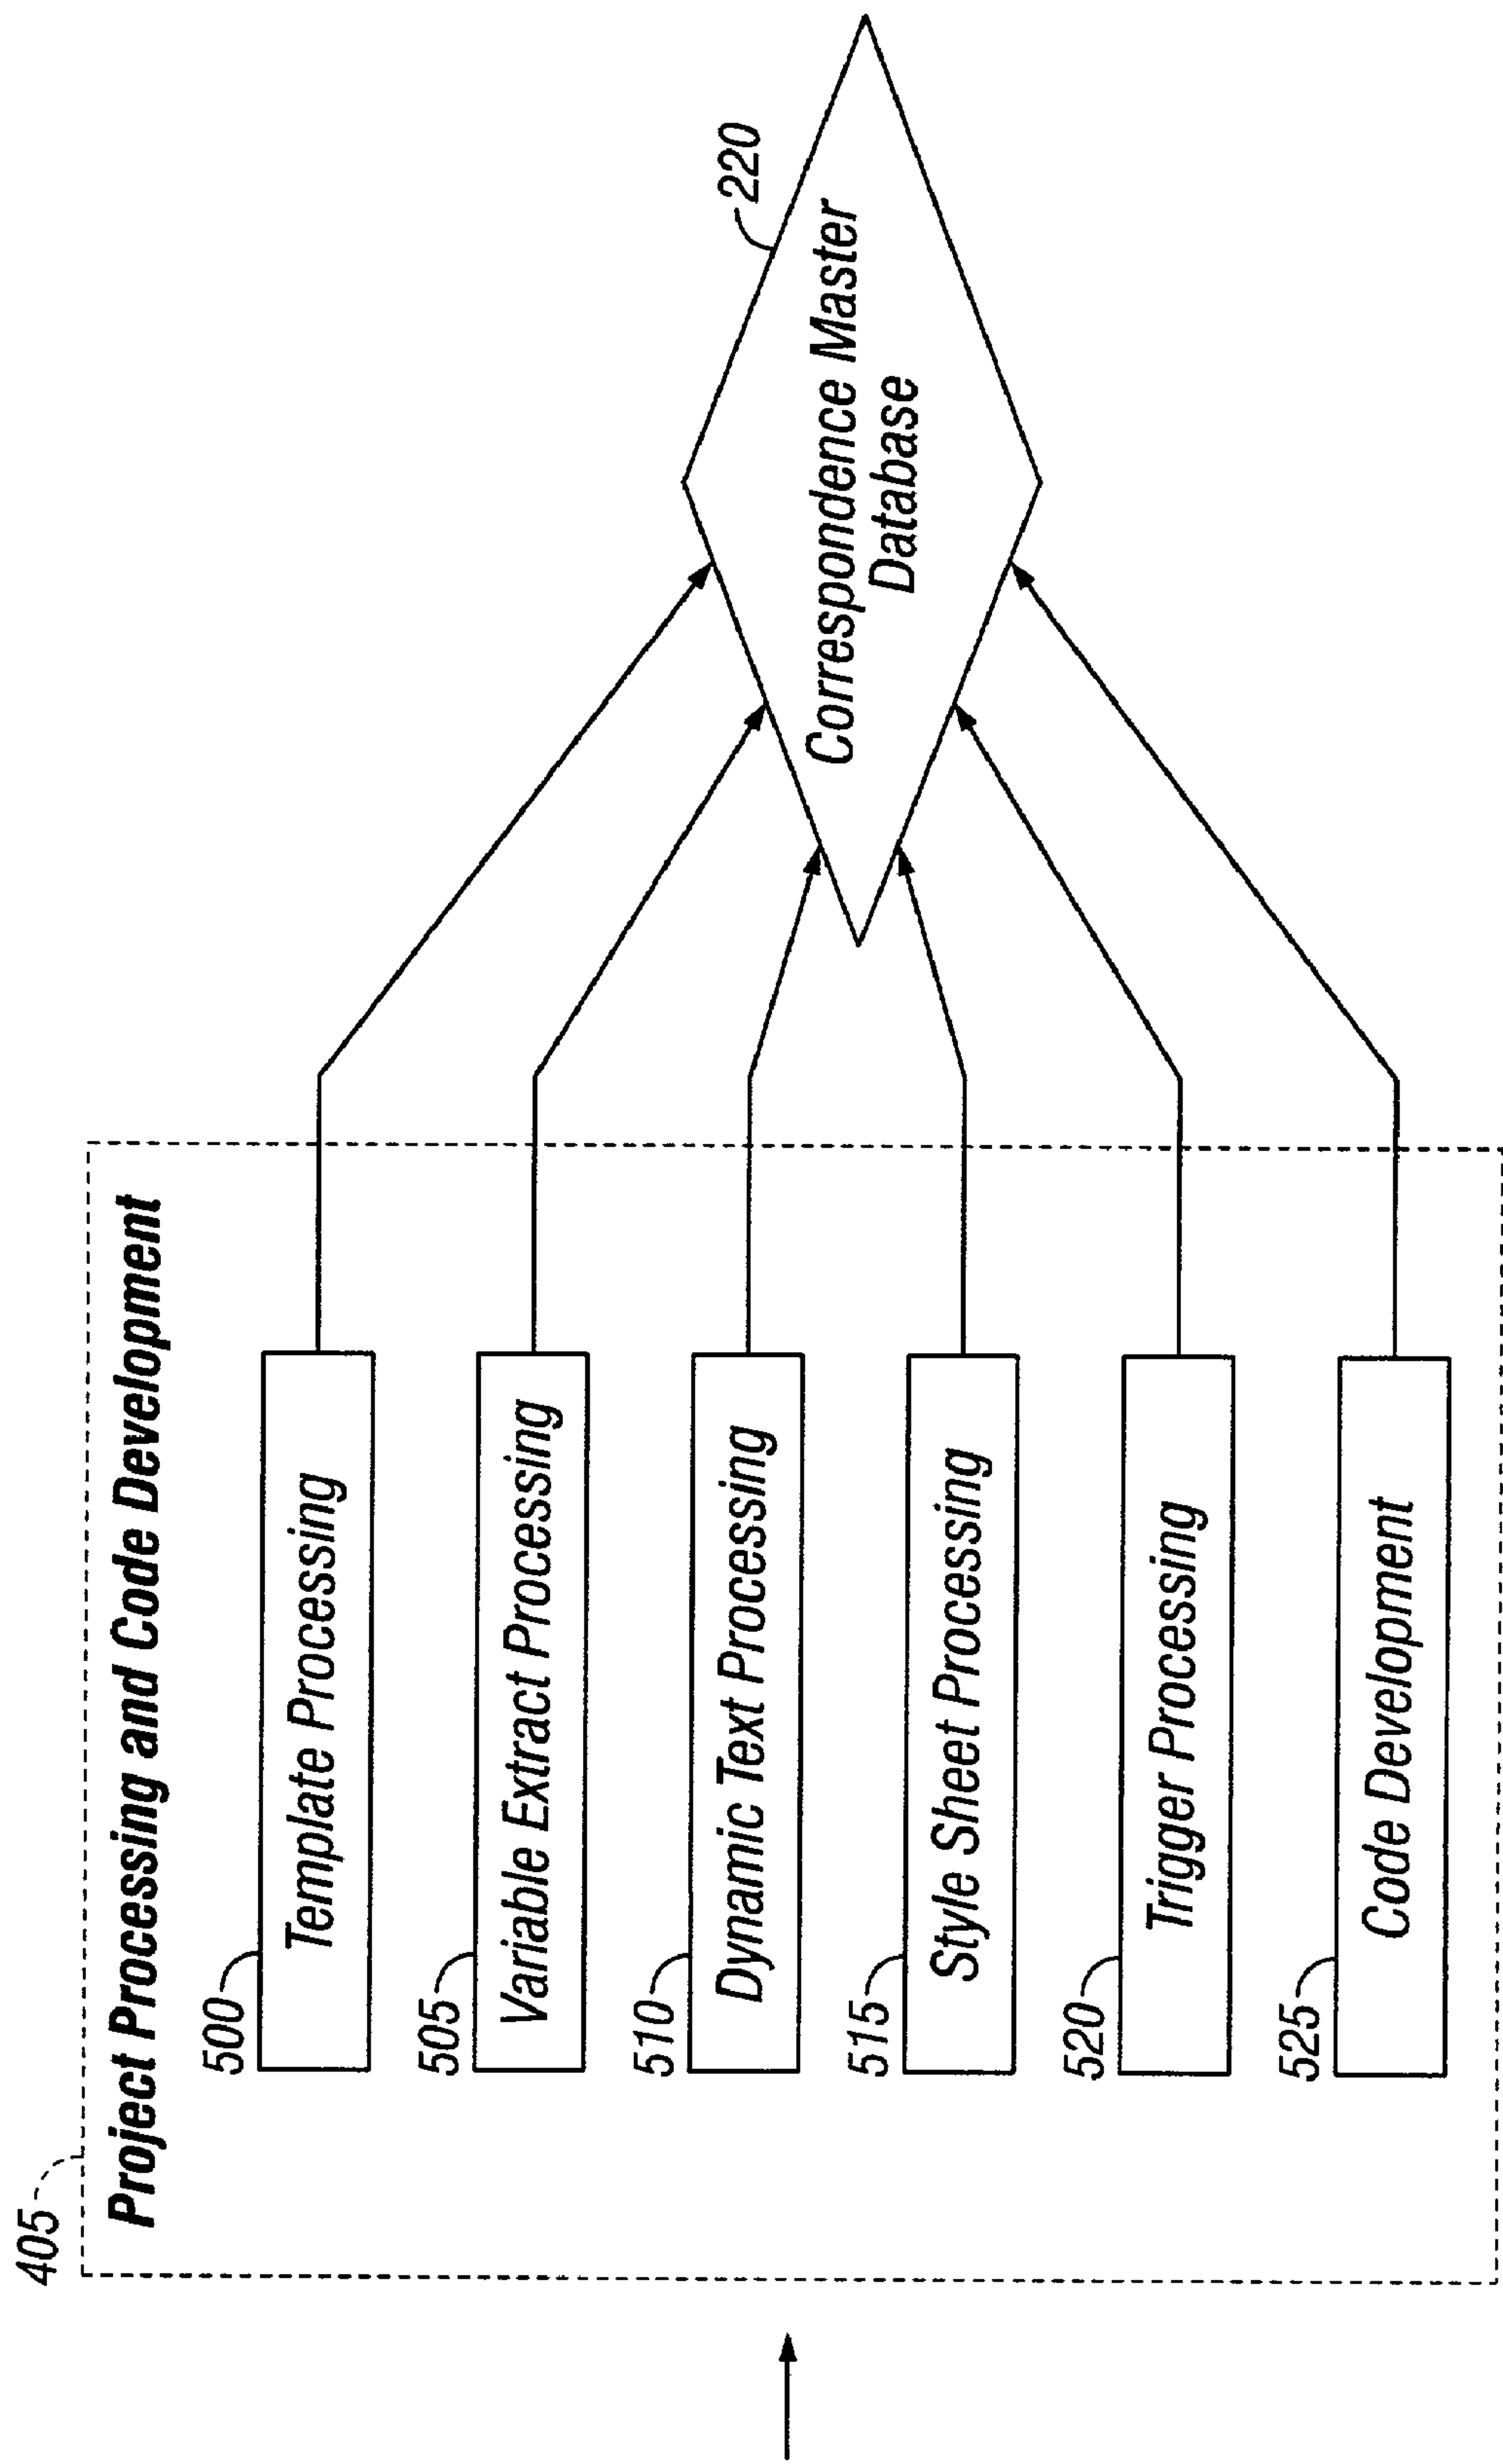 405
Project Processing and Code Development
500
Template Processing
505
Variable Extract Processing
510
Dynamic Text Processing
515
Style Sheet Processing
520
Trigger Processing
525
Code Development
220
Correspondence Master
Database